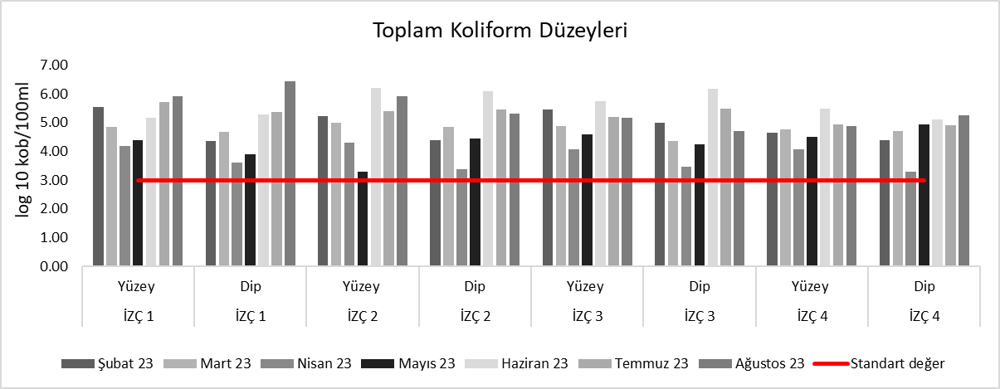 Toplam Koliform Düzeyleri
log 10 kob/100ml
7.00
6.00
5.00
4.00
3.00
2.00
1.00
0.00
Yüzey Dip Yüzey Dip Yüzey Dip Yüzey Dip
İZÇ 1 İZÇ 1 İZÇ 2 İZÇ 2 İZÇ 3 İZÇ 3 İZÇ 4 İZÇ 4
Şubat 23 Mart 23 Nisan 23 Mayıs 23 Haziran 23 Temmuz 23 Ağustos 23 Standart değer